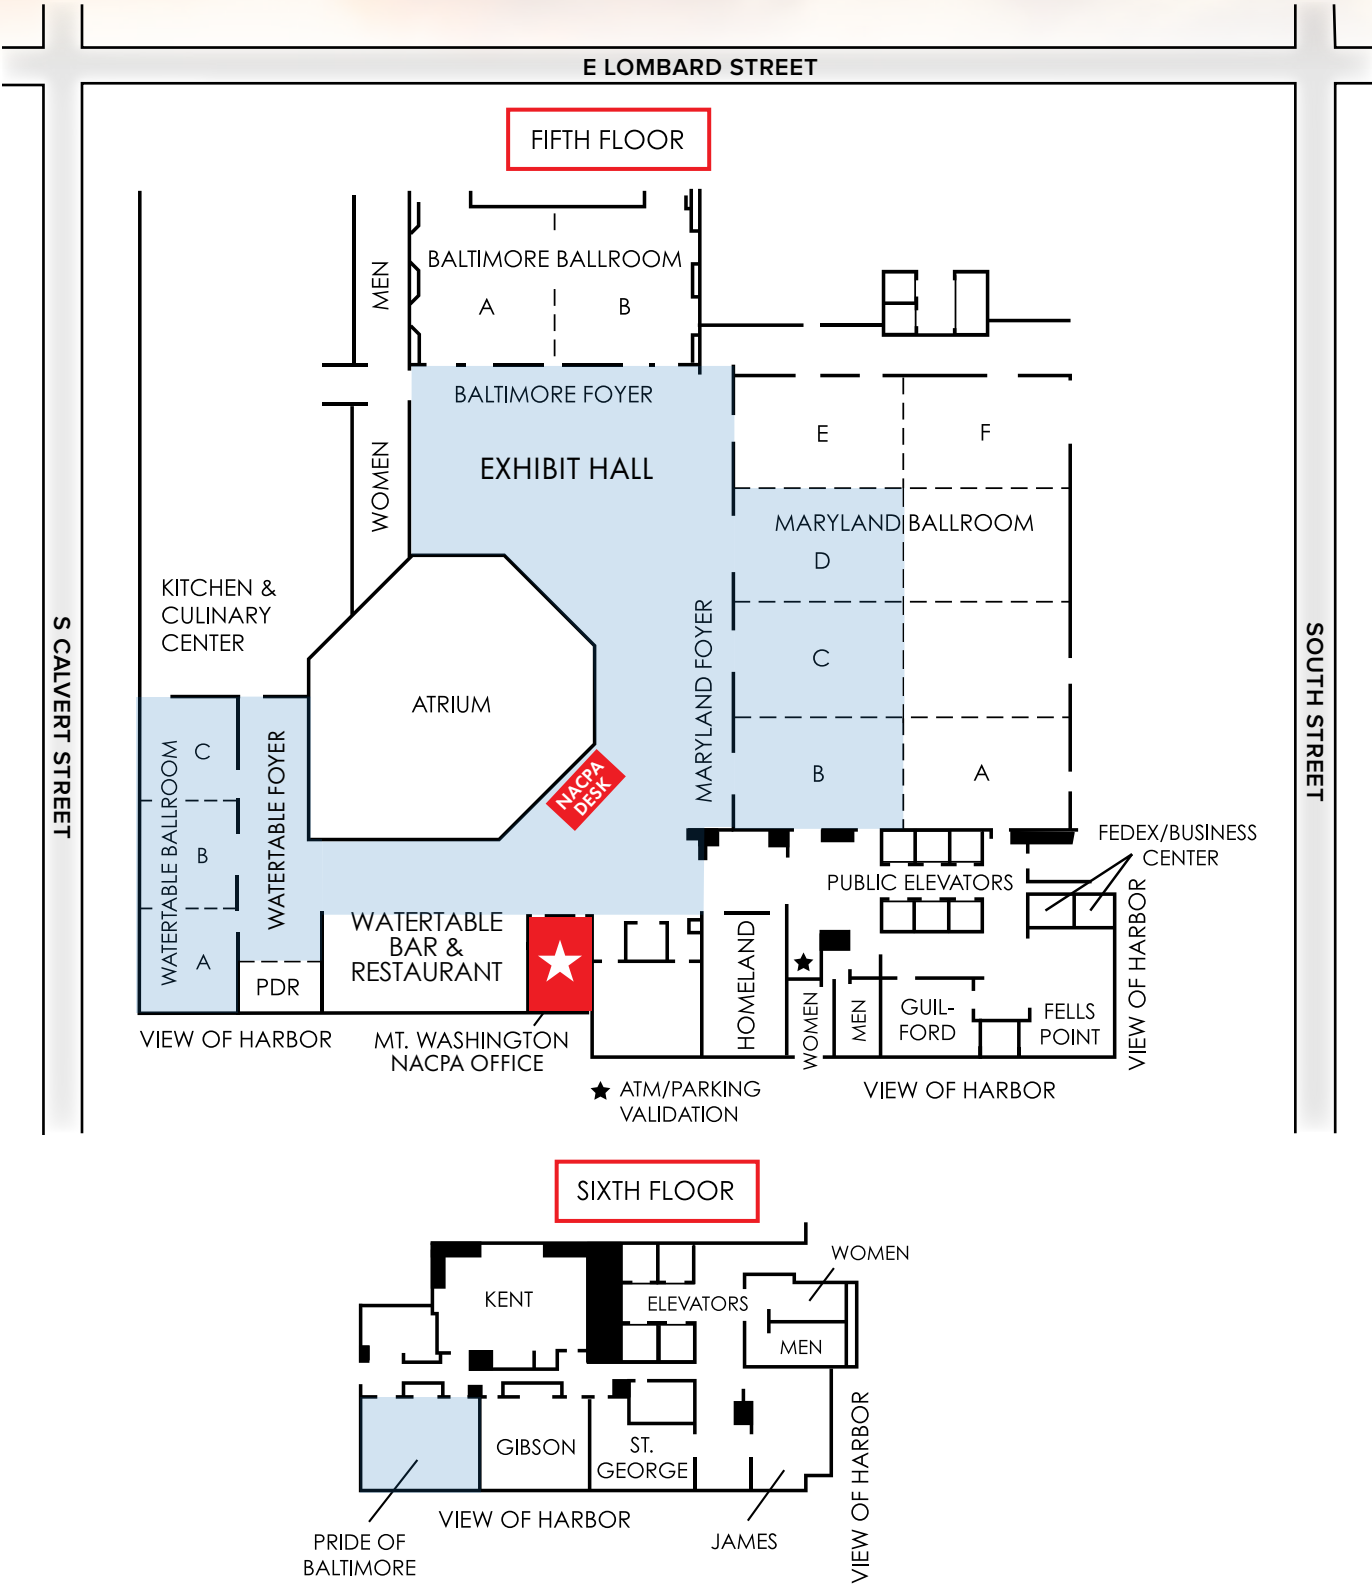 E LOMBARD STREET
FIFTH FLOOR
MEN
BALTIMORE BALLROOM
A
B
BALTIMORE FOYER
EXHIBIT HALL
WOMEN
E
F
MARYLAND BALLROOM
D
C
B
A
MARYLAND FOYER
KITCHEN &
CULINARY
CENTER
S CALVERT STREET
SOUTH STREET
ATRIUM
NACPA
DESK
WATERTABLE BALLROOM
C
B
A
WATERTABLE FOYER
PDR
WATERTABLE
BAR &
RESTAURANT
VIEW OF HARBOR
MT. WASHINGTON
NACPA OFFICE
PUBLIC ELEVATORS
FEDEX/BUSINESS
CENTER
HOMELAND
WOMEN
MEN
GUIL-
FORD
FELLS
POINT
VIEW OF HARBOR
VIEW OF HARBOR
ATM/PARKING
VALIDATION
SIXTH FLOOR
KENT
ELEVATORS
WOMEN
MEN
GIBSON
ST.
GEORGE
VIEW OF HARBOR
VIEW OF HARBOR
PRIDE OF
BALTIMORE
JAMES